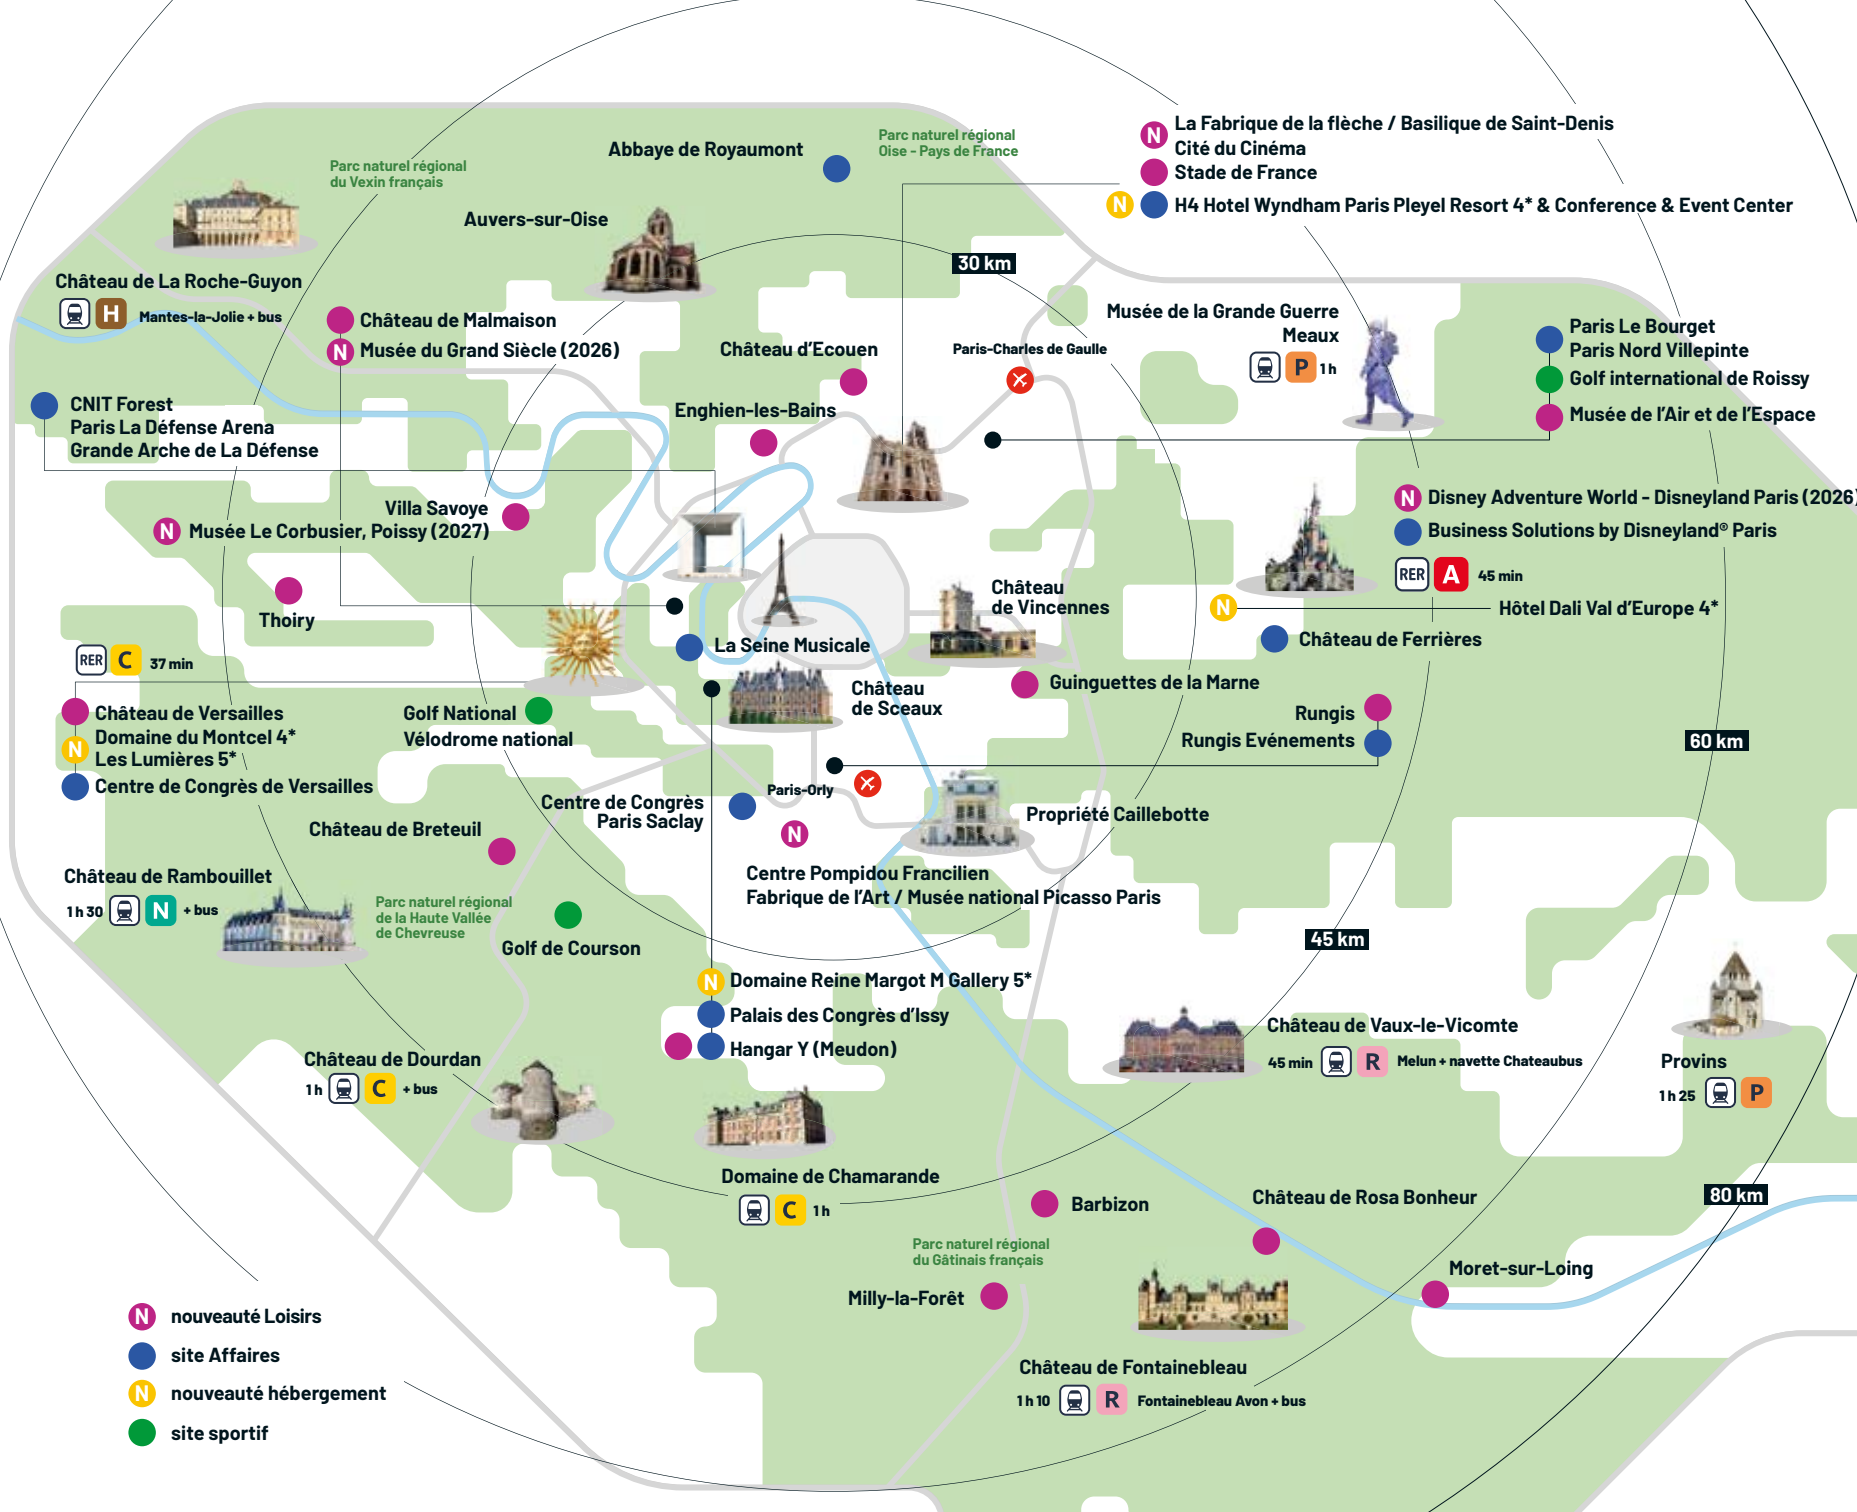 Abbaye de Royaumont
Parc naturel régional
Oise - Pays de France
N
La Fabrique de la flèche / Basilique de Saint-Denis
Cité du Cinéma
Stade de France
N
H4 Hotel Wyndham Paris Pleyel Resort 4* & Conference & Event Center
Parc naturel régional
du Vexin français
Auvers-sur-Oise
30 km
Château de La Roche-Guyon
H
Mantes-la-Jolie + bus
Château de Malmaison
N
Musée du Grand Siècle (2026)
Château d'Ecouen
Paris-Charles de Gaulle
Musée de la Grande Guerre
Meaux
P
1 h
Paris Le Bourget
Paris Nord Villepinte
Golf international de Roissy
Musée de l'Air et de l'Espace
CNIT Forest
Paris La Défense Arena
Grande Arche de La Défense
Enghien-les-Bains
Villa Savoye
N
Musée Le Corbusier, Poissy (2027)
N
Disney Adventure World - Disneyland Paris (2026)
Business Solutions by Disneyland® Paris
RER
A
45 min
N
Hôtel Dali Val d'Europe 4*
Château de Ferrières
Thoiry
Château
de Vincennes
La Seine Musicale
RER
C
37 min
Château de Versailles
Domaine du Montcel 4*
N
Les Lumières 5*
Centre de Congrès de Versailles
Golf National
Vélodrome national
Château
de Sceaux
Guinguettes de la Marne
Rungis
Rungis Evénements
60 km
Paris-Orly
Centre de Congrès
Paris Saclay
N
Propriété Caillebotte
Château de Breteuil
Centre Pompidou Francilien
Fabrique de l'Art / Musée national Picasso Paris
Château de Rambouillet
1 h 30
N
+ bus
Parc naturel régional
de la Haute Vallée
de Chevreuse
Golf de Courson
45 km
N
Domaine Reine Margot M Gallery 5*
Palais des Congrès d'Issy
Hangar Y (Meudon)
Château de Vaux-le-Vicomte
45 min
R
Melun + navette Chateaubus
Provins
1 h 25
P
Château de Dourdan
1 h
C
+ bus
Domaine de Chamarande
C
1 h
80 km
Barbizon
Château de Rosa Bonheur
Parc naturel régional
du Gâtinais français
Milly-la-Forêt
Moret-sur-Loing
Château de Fontainebleau
1 h 10
R
Fontainebleau Avon + bus
N
nouveauté Loisirs
site Affaires
N
nouveauté hébergement
site sportif